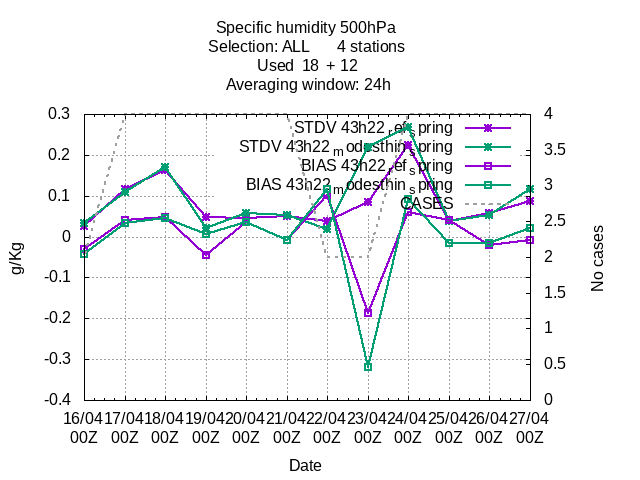 Specific humidity 500hPa
Selection: ALL 4 stations
Used 18 + 12
Averaging window: 24h
STDV 43h22refspring
STDV 43h22modesthinspring
BIAS 43h22refspring
BIAS 43h22modesthinspring
CASES
0.3
0.2
0.1
0
-0.1
-0.2
-0.3
-0.4
g/Kg
4
3.5
3
2.5
2
1.5
1
0.5
0
No cases
16/04 17/04 18/04 19/04 20/04 21/04 22/04 23/04 24/04 25/04 26/04 27/04
00Z 00Z 00Z 00Z 00Z 00Z 00Z 00Z 00Z 00Z 00Z 00Z
Date